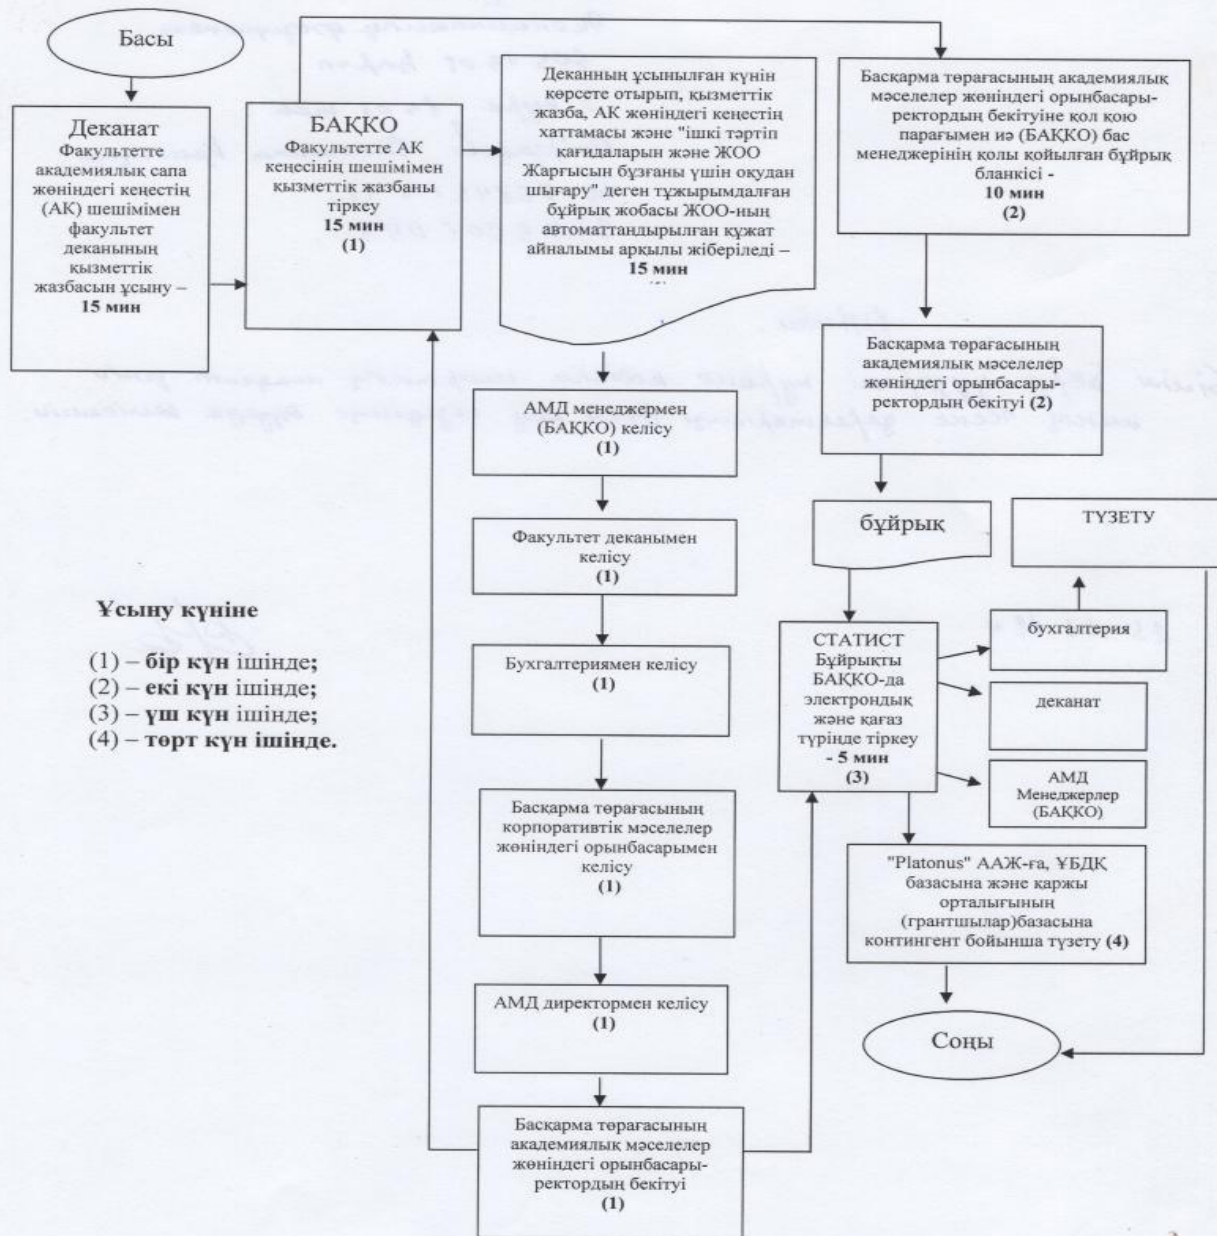 Басы
Деканат
Факультетте
академиялық сапа
жөніндегі кеңестің
(АК) шешімімен
факультет
деканының
қызметтік
жазбасын ұсыну –
15 мин
БАҚКО
Факультетте АК
кеңесінің шешімімен
қызметтік жазбаны
тіркеу
15 мин
(1)
Деканның ұсынылған күнін
көрсете отырып, қызметтік
жазба, АК жөніндегі кеңестің
хаттамасы және "ішкі тәртіп
қағидаларын және ЖОО
Жарғысын бұзғаны үшін оқудан
шығару" деген тұжырымдалған
бұйрық жобасы ЖОО-ның
автоматтандырылған құжат
айналымы арқылы жіберіледі –
15 мин
Басқарма төрағасының академиялық
мәселелер жөніндегі орынбасары-
ректордың бекітуіне қол қою
парағымен иә (БАҚКО) бас
менеджерінің қолы қойылған бұйрық
бланкісі -
10 мин
(2)
Басқарма төрағасының
академиялық мәселелер
жөніндегі орынбасары-
ректордың бекітуі (2)
АМД менеджермен
(БАҚКО) келісу
(1)
Факультет деканымен
келісу
(1)
Бухгалтериямен келісу
(1)
Басқарма төрағасының
корпоративтік мәселелер
жөніндегі орынбасарымен
келісу
(1)
АМД директормен келісу
(1)
Басқарма төрағасының
академиялық мәселелер
жөніндегі орынбасары-
ректордың бекітуі
(1)
бұйрық
ТҮЗЕТУ
СТАТИСТ
Бұйрықты
БАҚКО-да
электрондық
және қағаз
түрінде тіркеу
- 5 мин
(3)
бухгалтерия
деканат
АМД
Менеджерлер
(БАҚКО)
"Platonus" ААЖ-ға, ҰБДҚ
базасына және қаржы
орталығының
(грантшылар)базасына
контингент бойынша түзету (4)
Соңы
Ұсыну күніне
(1) – бір күн ішінде;
(2) – екі күн ішінде;
(3) – үш күн ішінде;
(4) – төрт күн ішінде.